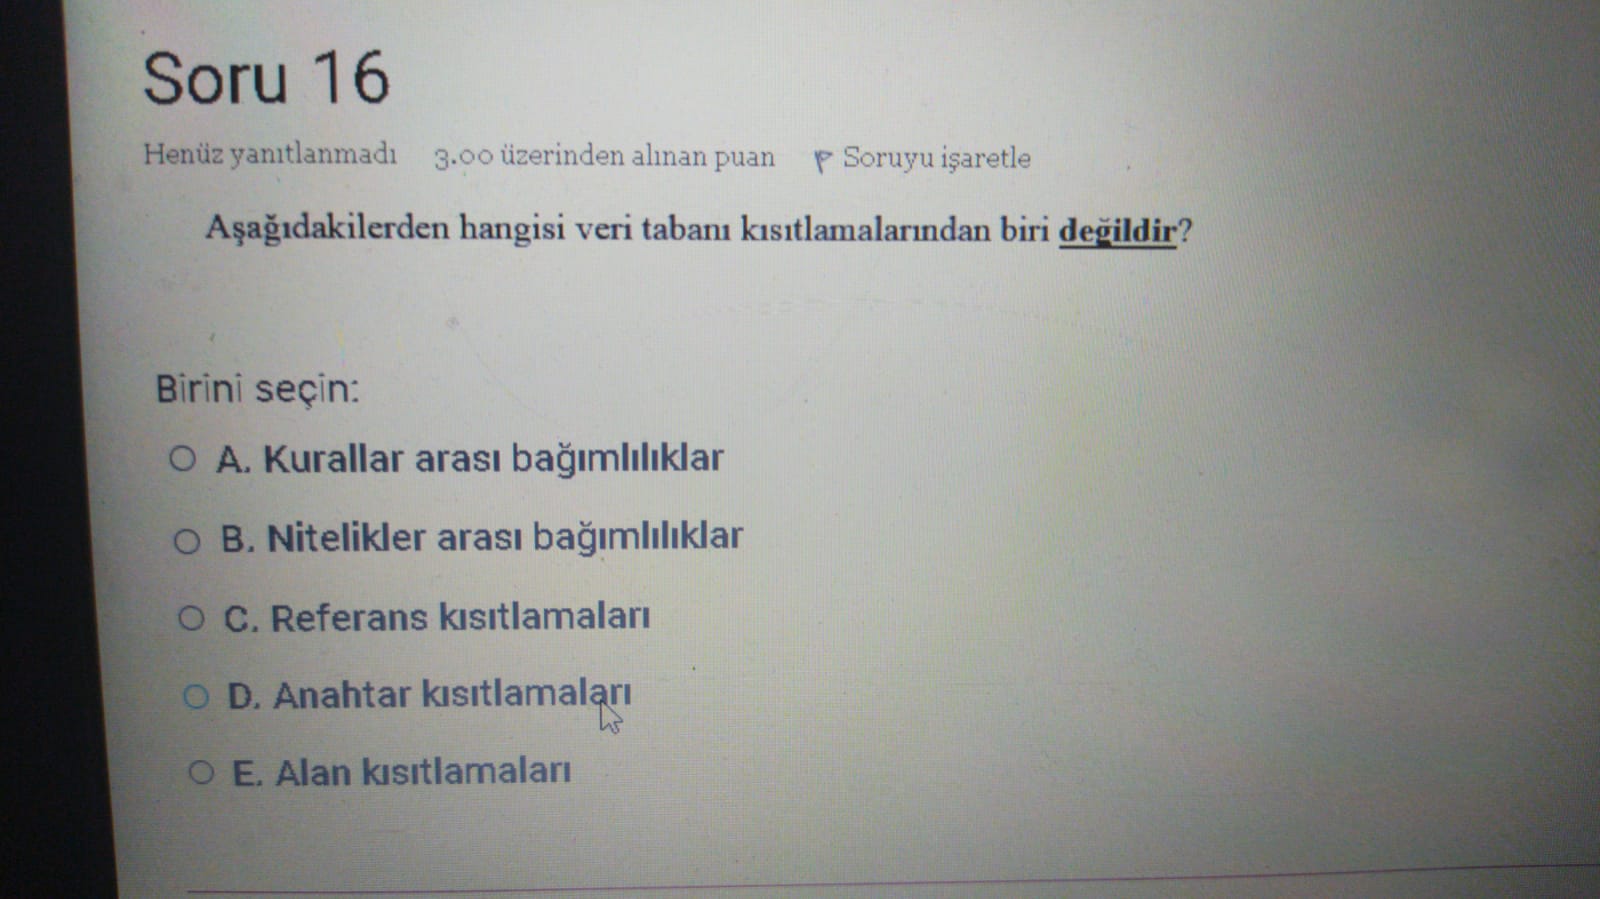 Soru 16
Henüz yanıtlanmadı 3.00 üzerinden alınan puan Soruyu işaretle
Aşağıdakilerden hangisi veri tabanı kısıtlamalarından biri değildir?
Birini seçin:
A. Kurallar arası bağımlılıklar
B. Nitelikler arası bağımlılıklar
C. Referans kısıtlamaları
D. Anahtar kısıtlamaları
E. Alan kısıtlamaları